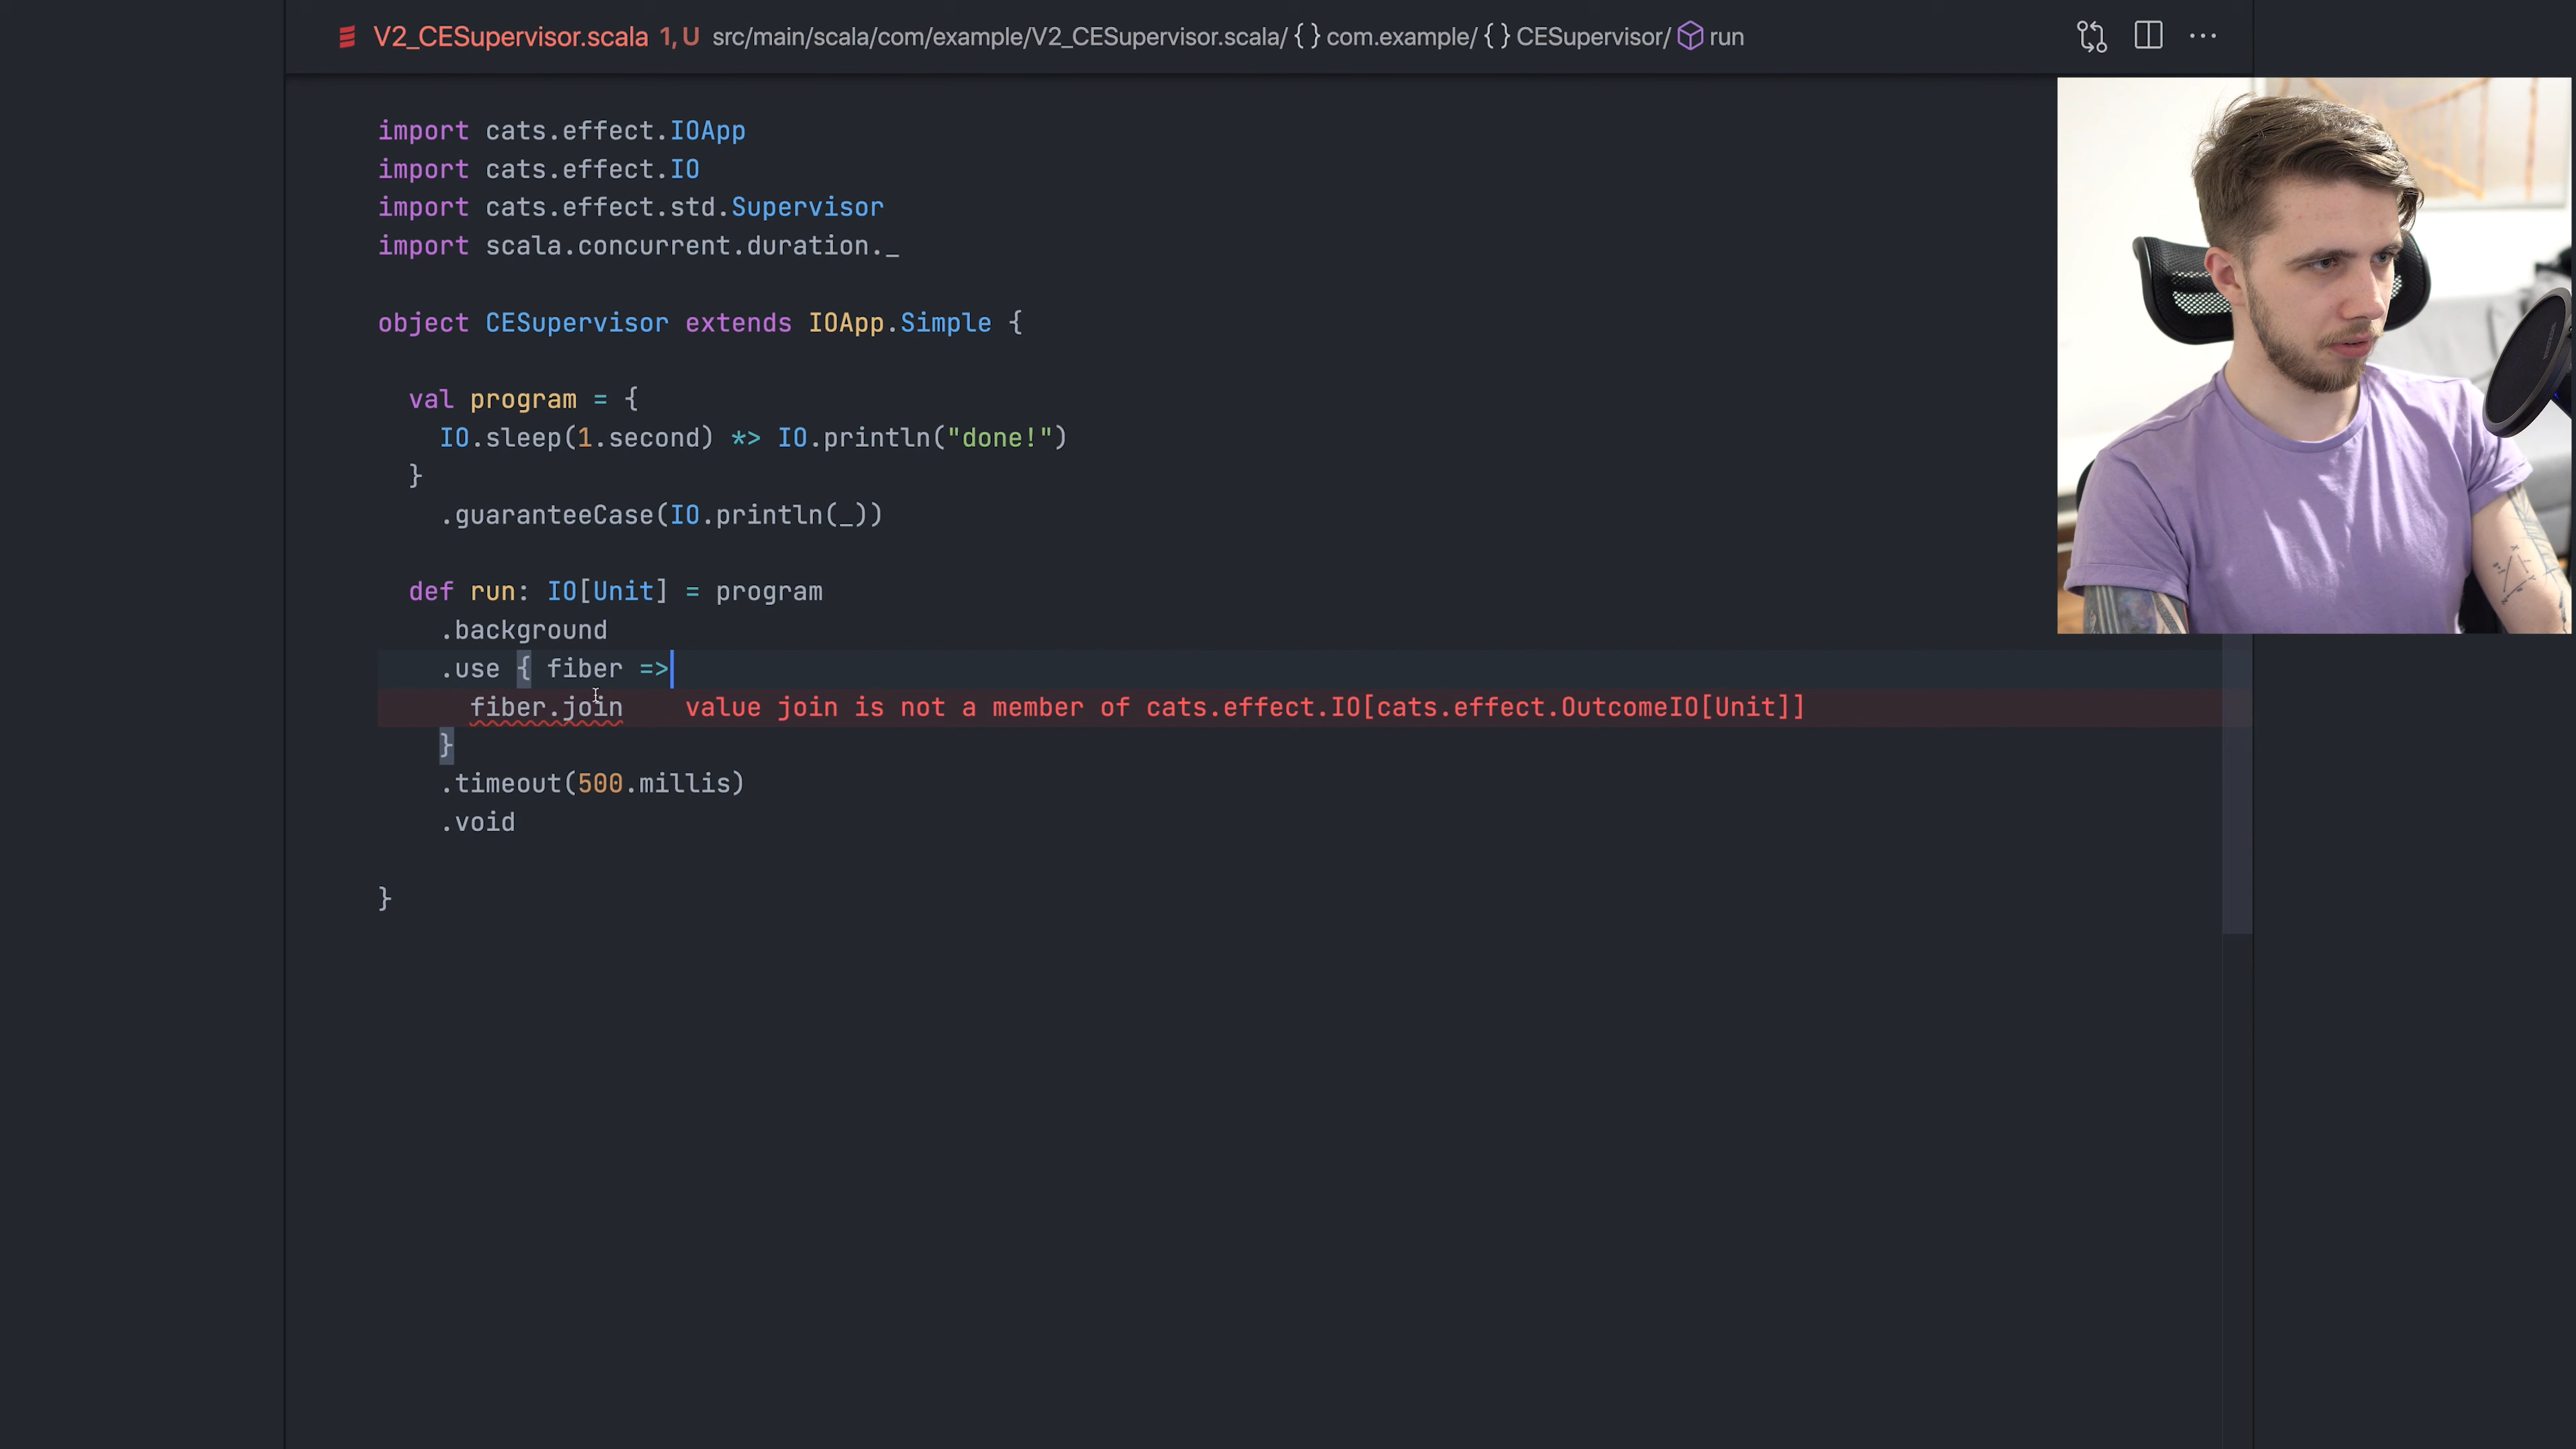 V2_CESupervisor.scala 1, U src/main/scala/com/example/V2_CESupervisor.scala/ {} com.example/ {} CESupervisor/ run
import cats.effect.IOApp
import cats.effect.IO
import cats.effect.std.Supervisor
import scala.concurrent.duration._
object CESupervisor extends IOApp.Simple {
val program = {
IO.sleep(1.second) *> IO.println("done!")
}
.guaranteeCase(IO.println(_))
def run: IO[Unit] = program
.background
.use { fiber =>
fiber.join value join is not a member of cats.effect.IO[cats.effect.OutcomeIO[Unit]]
}
.timeout(500.millis)
.void
}